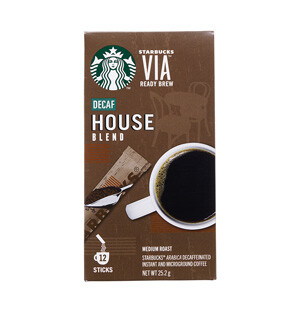 STARBUCKS
VIA
READY BREW
DECAF
HOUSE
BLEND
12
STICKS
MEDIUM ROAST
STARBUCKS® ARABICA DECAFFEINATED
INSTANT AND MICROGROUND COFFEE
NET WT 25.2 g